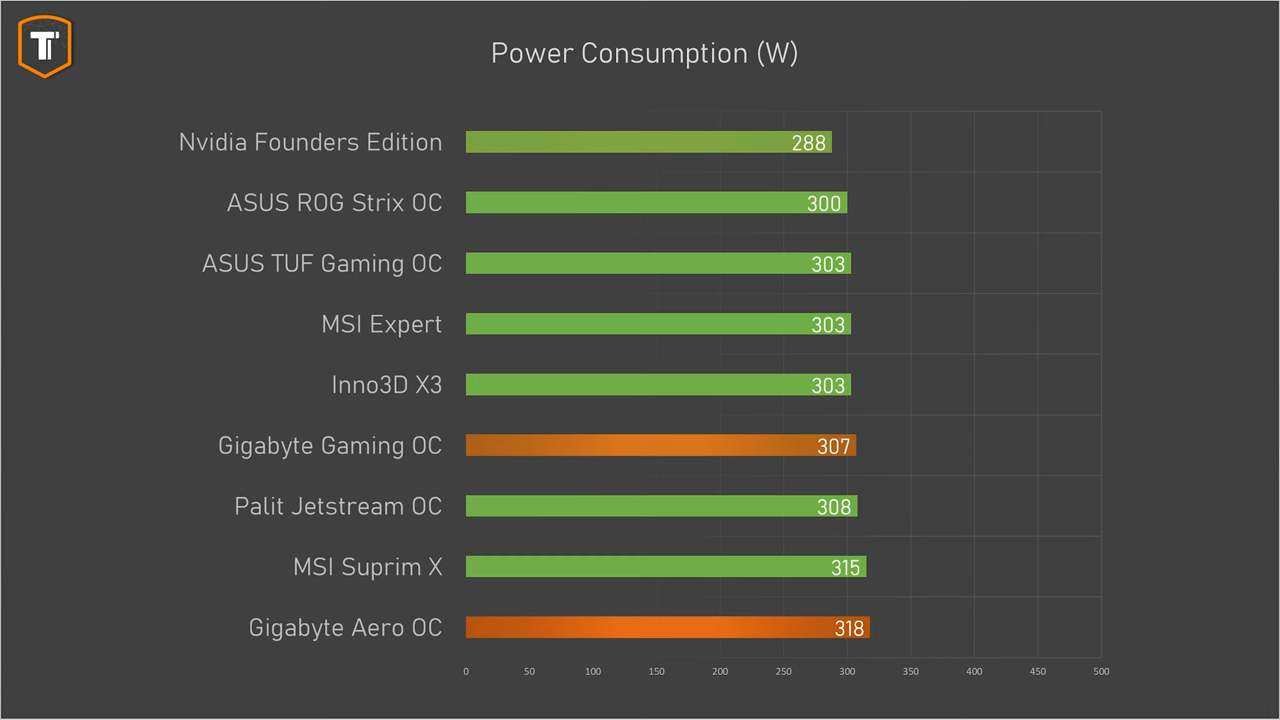 T
Power Consumption (W)
Nvidia Founders Edition 288
ASUS ROG Strix OC 300
ASUS TUF Gaming OC 303
MSI Expert 303
Inno3D X3 303
Gigabyte Gaming OC 307
Palit Jetstream OC 308
MSI Suprim X 315
Gigabyte Aero OC 318
0 50 100 150 200 250 300 350 400 450 500